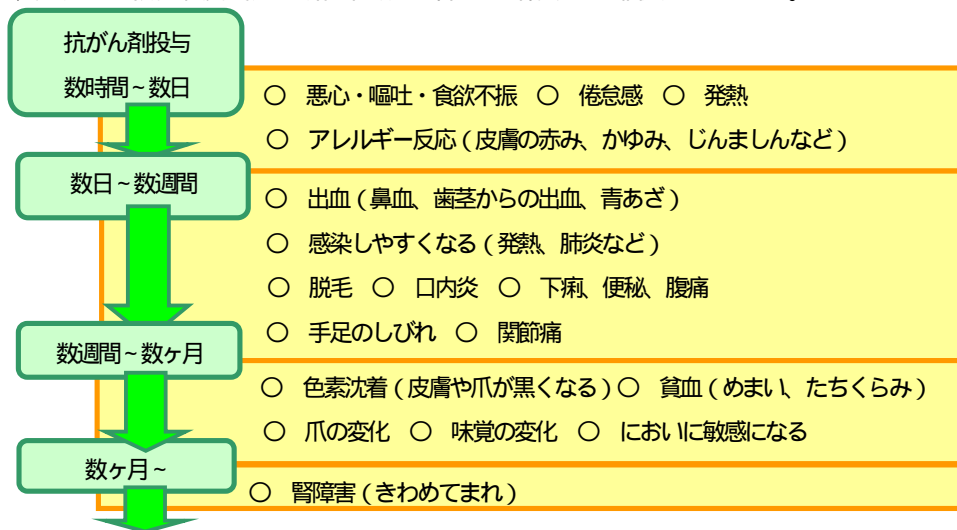 抗がん剤投与
数時間～数日
○ 悪心・嘔吐・食欲不振 ○ 倦怠感 ○ 発熱
○ アレルギー反応（皮膚の赤み、かゆみ、じんましんなど）
数日～数週間
○ 出血（鼻血、歯茎からの出血、青あざ）
○ 感染しやすくなる（発熱、肺炎など）
○ 脱毛 ○ 口内炎 ○ 下痢、便秘、腹痛
○ 手足のしびれ ○ 関節痛
数週間～数ヶ月
○ 色素沈着（皮膚や爪が黒くなる）○ 貧血（めまい、たちくらみ）
○ 爪の変化 ○ 味覚の変化 ○ においに敏感になる
数ヶ月～
○ 腎障害（きわめてまれ）